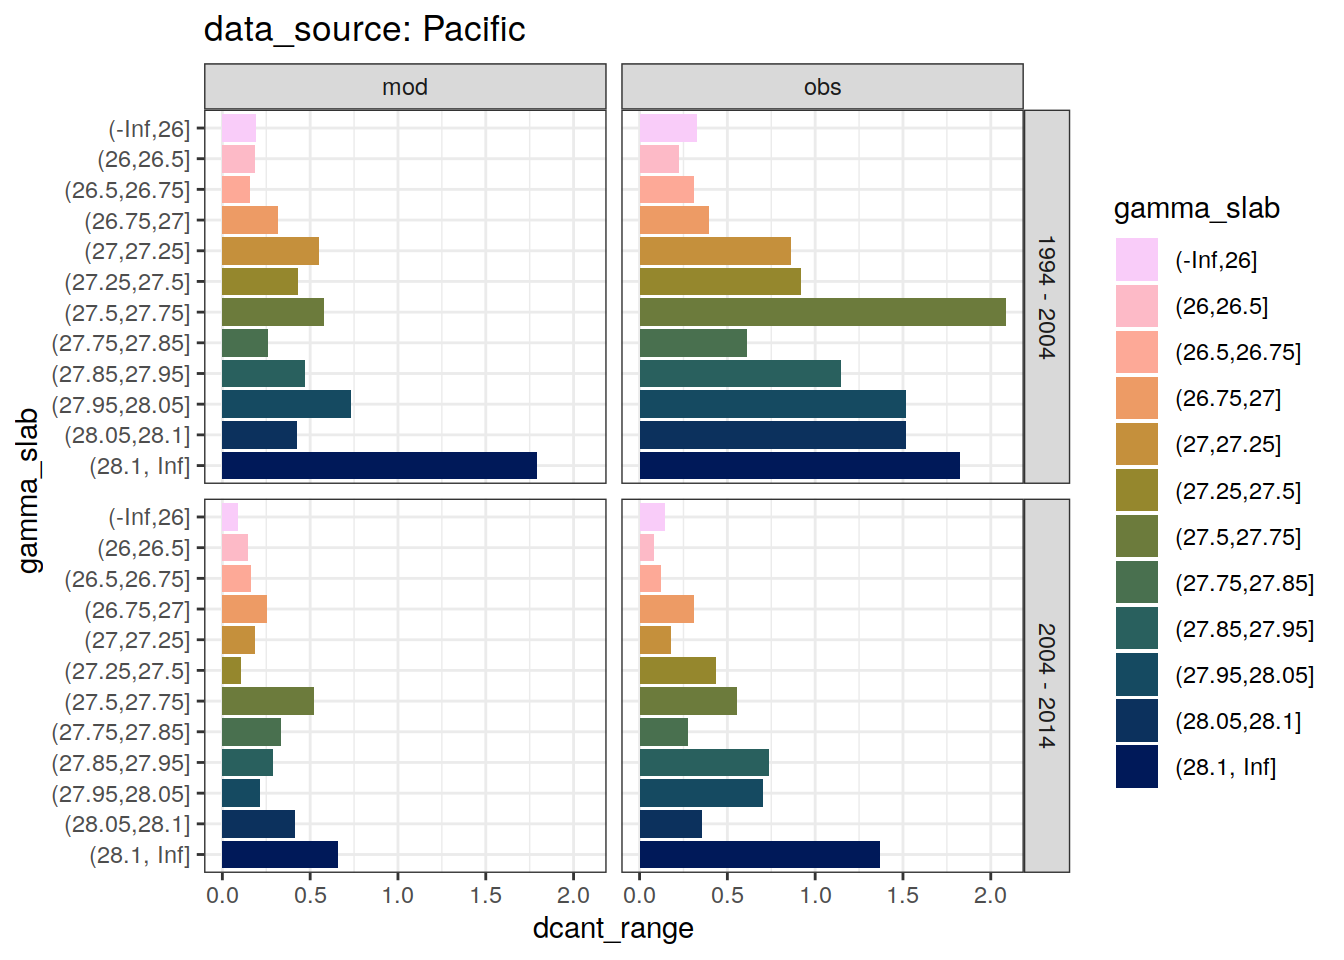 data_source: Pacific
mod
obs
(-Inf,26]
(26,26.5]
(26.5,26.75]
(26.75,27]
(27,27.25]
(27.25,27.5]
(27.5,27.75]
(27.75,27.85]
(27.85,27.95]
(27.95,28.05]
(28.05,28.1]
(28.1, Inf]
1994 - 2004
(-Inf,26]
(26,26.5]
(26.5,26.75]
(26.75,27]
(27,27.25]
(27.25,27.5]
(27.5,27.75]
(27.75,27.85]
(27.85,27.95]
(27.95,28.05]
(28.05,28.1]
(28.1, Inf]
2004 - 2014
gamma_slab
0.0 0.5 1.0 1.5 2.0
0.0 0.5 1.0 1.5 2.0
dcant_range
gamma_slab
(-Inf,26]
(26,26.5]
(26.5,26.75]
(26.75,27]
(27,27.25]
(27.25,27.5]
(27.5,27.75]
(27.75,27.85]
(27.85,27.95]
(27.95,28.05]
(28.05,28.1]
(28.1, Inf]